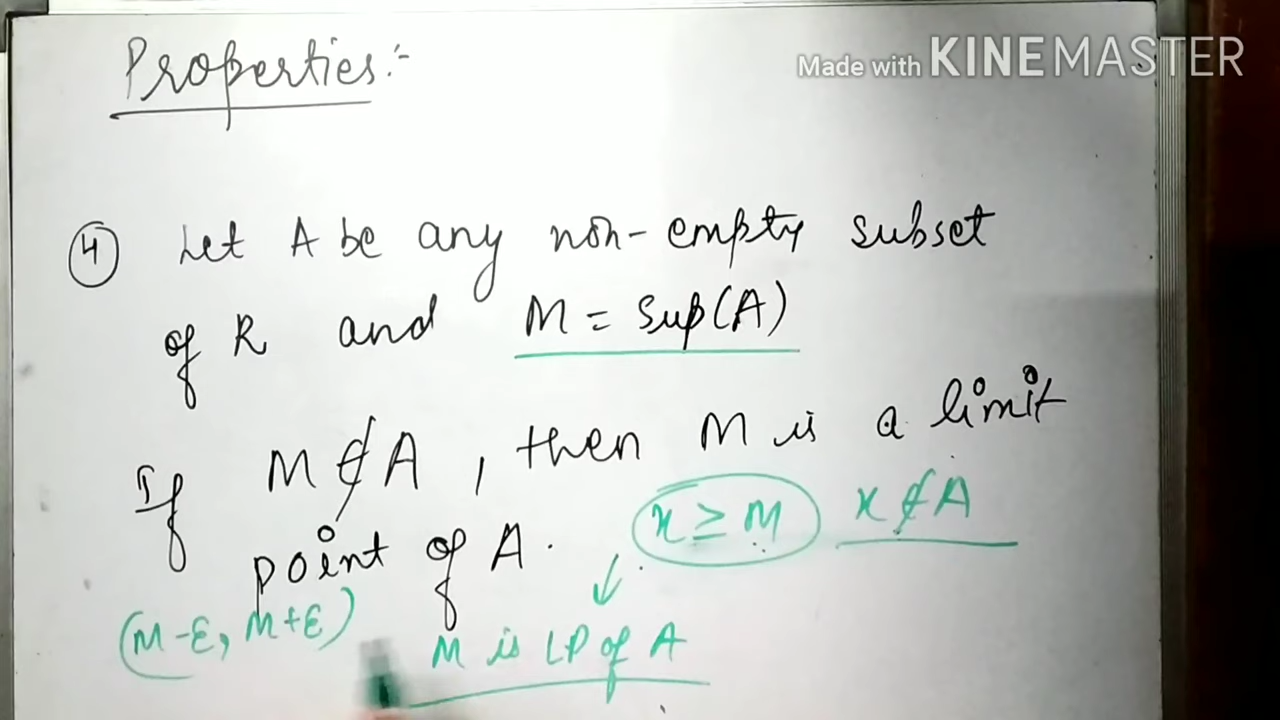 Properties:-
Made with KINEMASTER
④ Let A be any non-empty subset
of R and M = Sup(A)
If M ∉ A, then M is a limit
point of A.
x ≥ M x ∉ A
↓
(M-ε, M+ε) M is LP of A